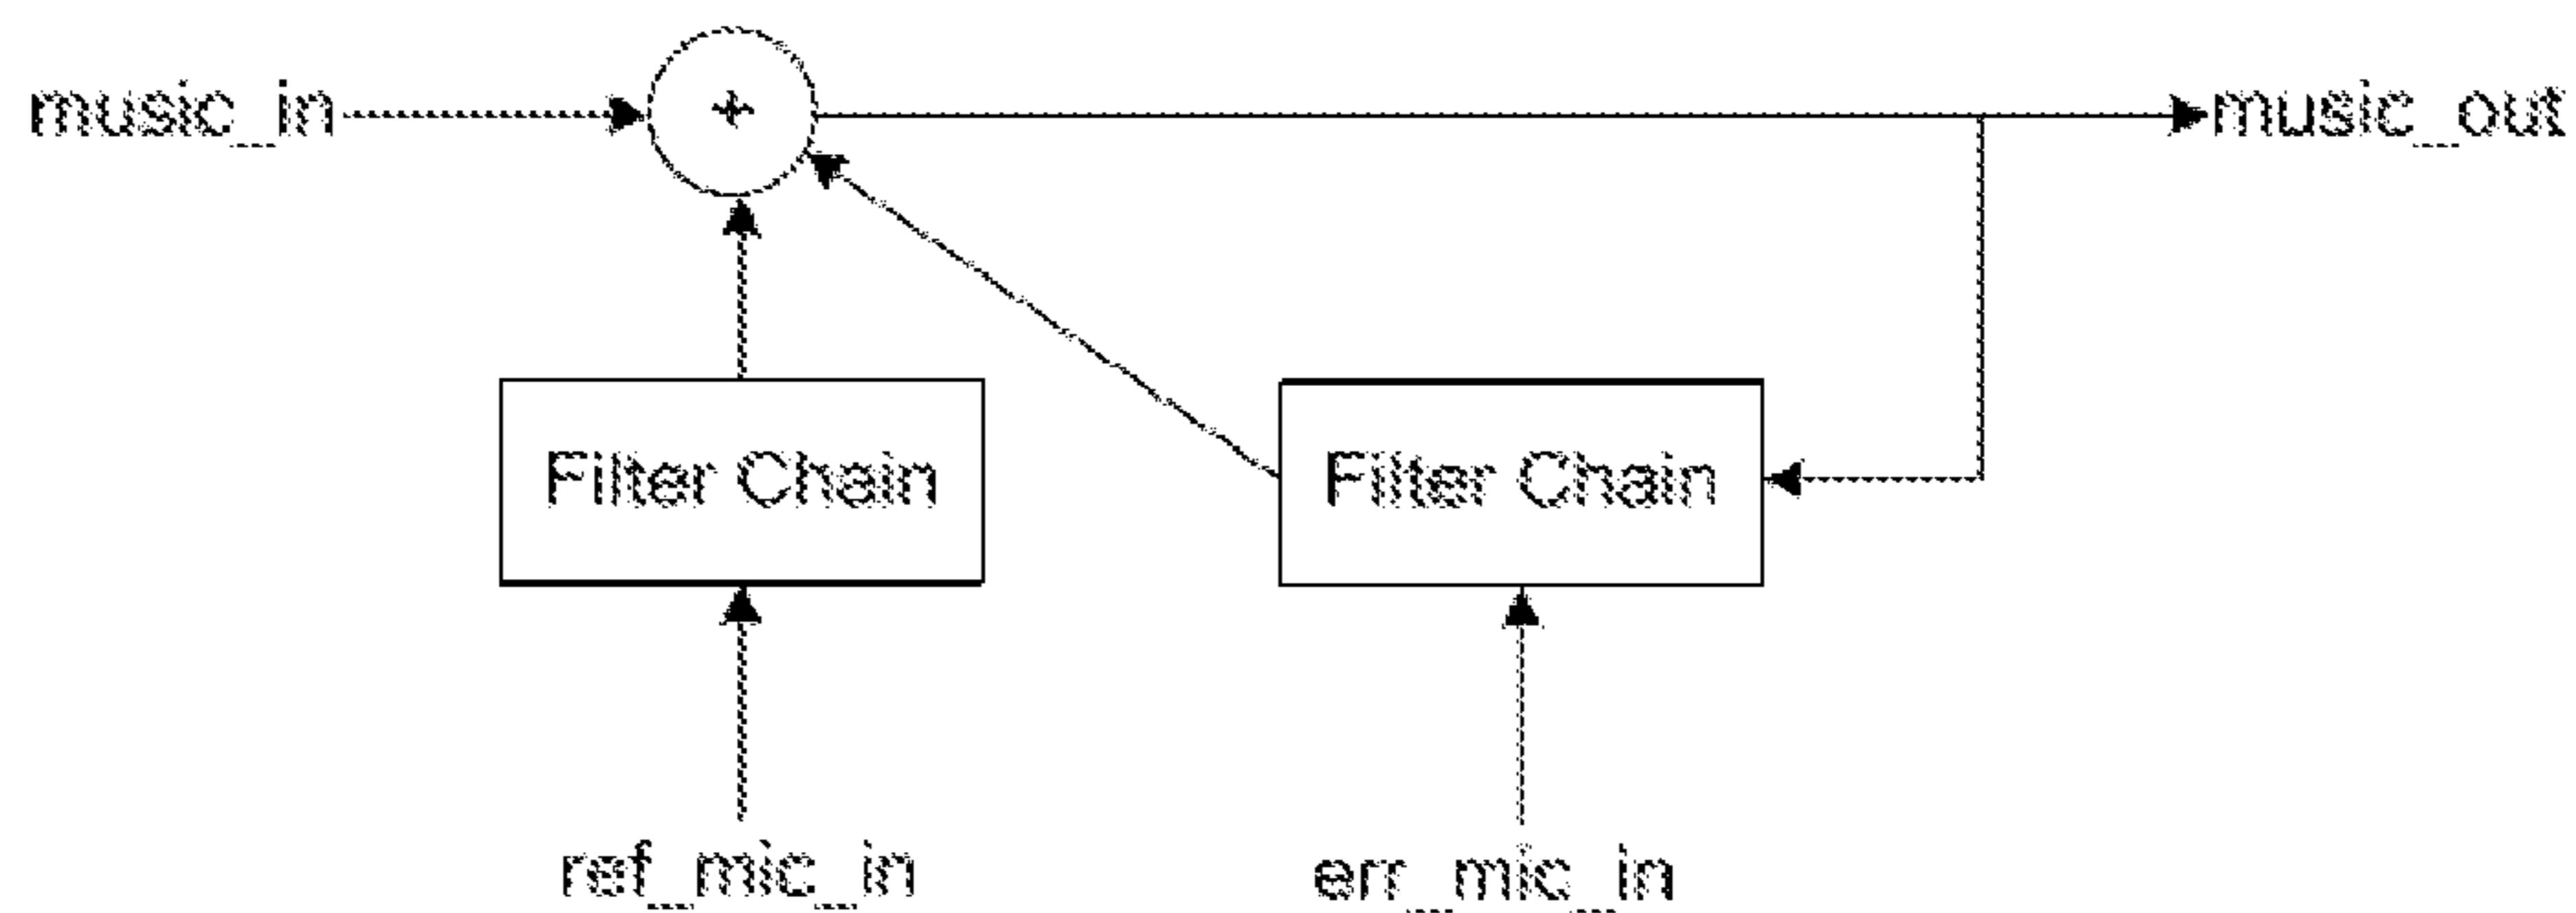 music_in
+
music_out
Filter Chain
Filter Chain
ref_mic_in
err_mic_in